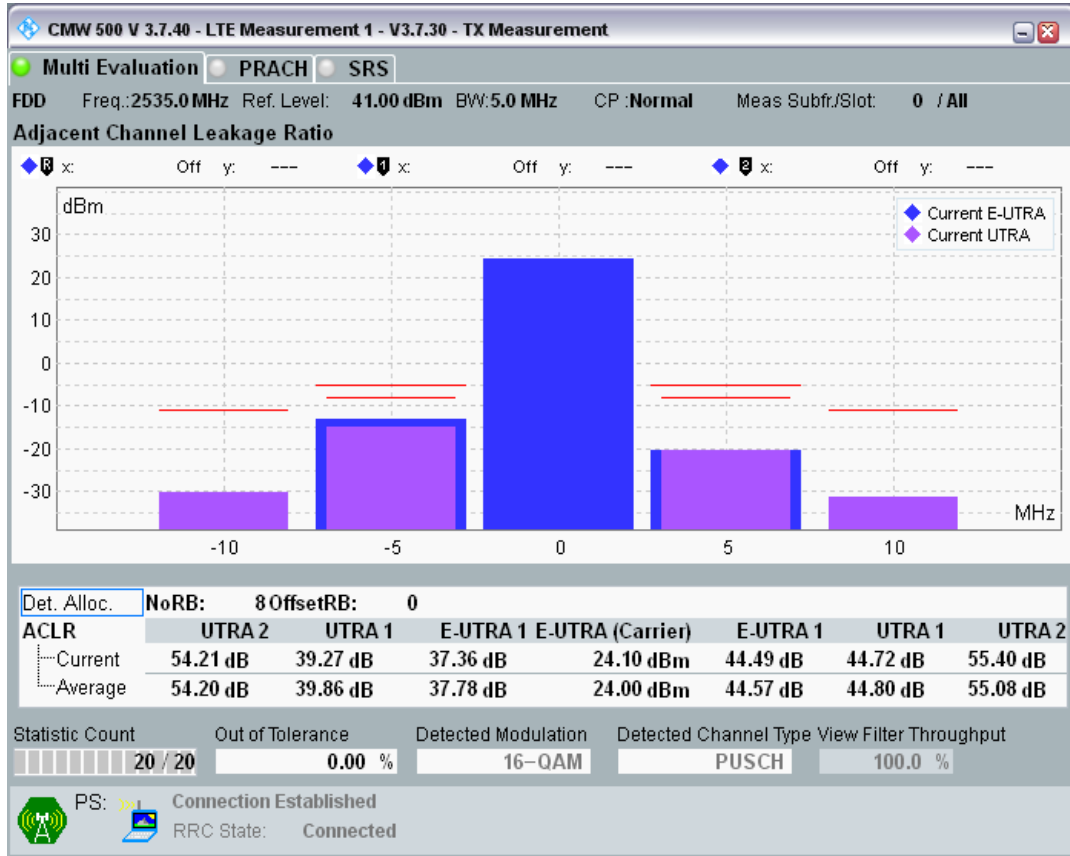 CMW 500 V 3.7.40 - LTE Measurement 1 - V3.7.30 - TX Measurement
Multi Evaluation PRACH SRS
FDD Freq.:2535.0 MHz Ref. Level: 41.00 dBm BW:5.0 MHz CP :Normal Meas Subfr./Slot: 0 / All
Adjacent Channel Leakage Ratio
R x: Off y: --- 1 x: Off y: --- 2 x: Off y: ---
dBm
Current E-UTRA
Current UTRA
30
20
10
0
-10
-20
-30
MHz
-10 -5 0 5 10
Det. Alloc. NoRB: 8 OffsetRB: 0
ACLR UTRA 2 UTRA 1 E-UTRA 1 E-UTRA (Carrier) E-UTRA 1 UTRA 1 UTRA 2
Current 54.21 dB 39.27 dB 37.36 dB 24.10 dBm 44.49 dB 44.72 dB 55.40 dB
Average 54.20 dB 39.86 dB 37.78 dB 24.00 dBm 44.57 dB 44.80 dB 55.08 dB
Statistic Count Out of Tolerance Detected Modulation Detected Channel Type View Filter Throughput
20 / 20 0.00 % 16-QAM PUSCH 100.0 %
PS: Connection Established
RRC State: Connected